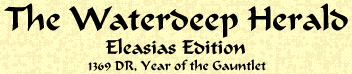 The Waterdeep Herald
Eleasias Edition
1369 DR, Year of the Gauntlet